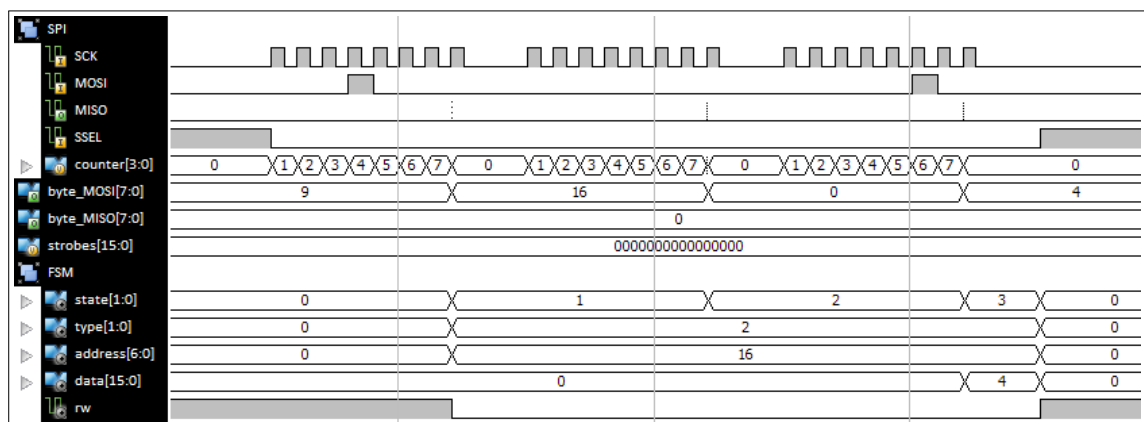 SPI
SCK
MOSI
MISO
SSEL
counter[3:0] 0 1 2 3 4 5 6 7 0 1 2 3 4 5 6 7 0 1 2 3 4 5 6 7 0
byte_MOSI[7:0] 9 16 0 4
byte_MISO[7:0] 0
strobes[15:0] 0000000000000000
FSM
state[1:0] 0 1 2 3 0
type[1:0] 0 2 0
address[6:0] 0 16 0
data[15:0] 0 4 0
rw